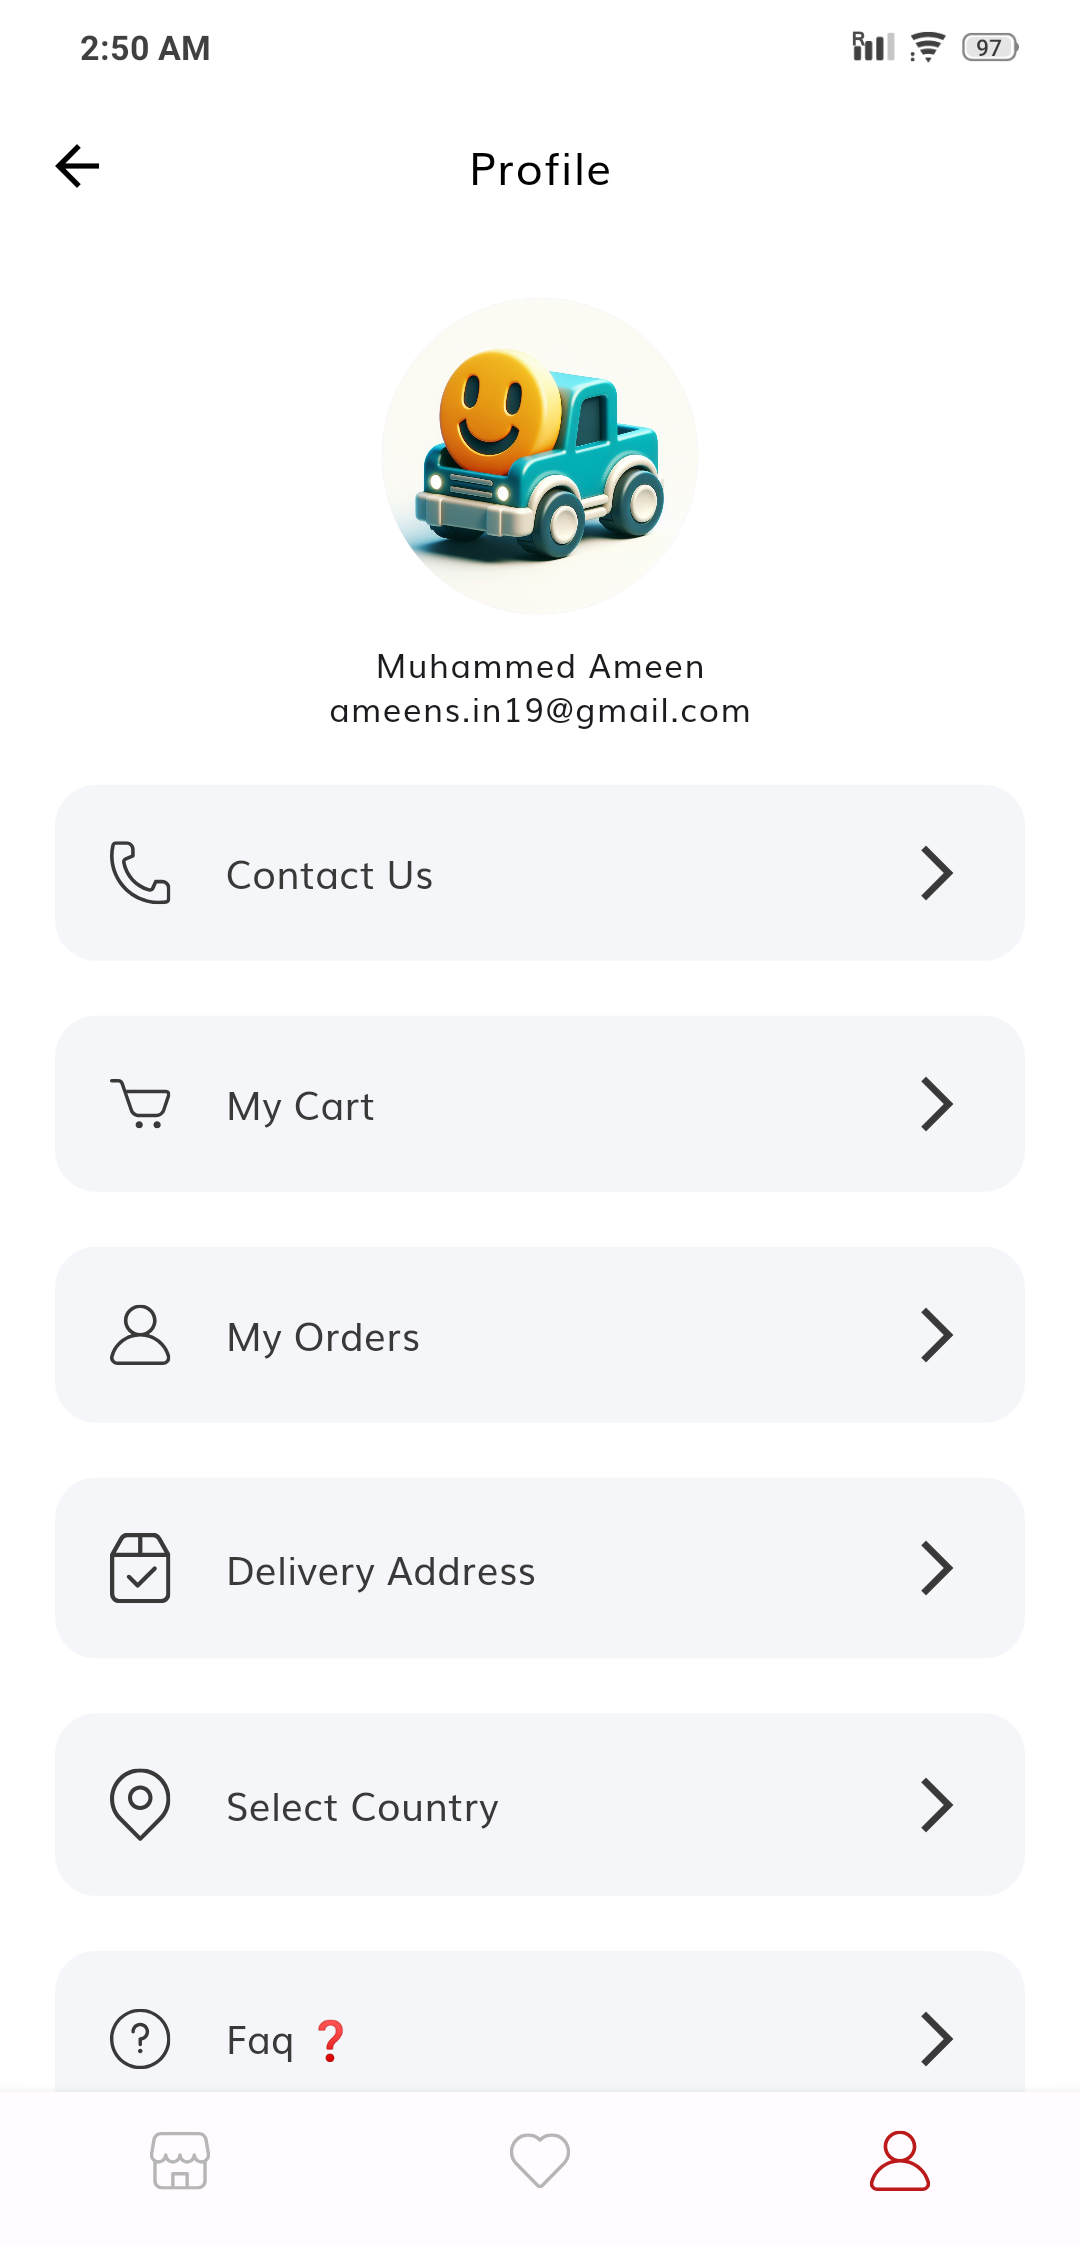 2:50 AM
R
97
Profile
Muhammed Ameen
ameens.in19@gmail.com
Contact Us
My Cart
My Orders
Delivery Address
Select Country
Faq ❓